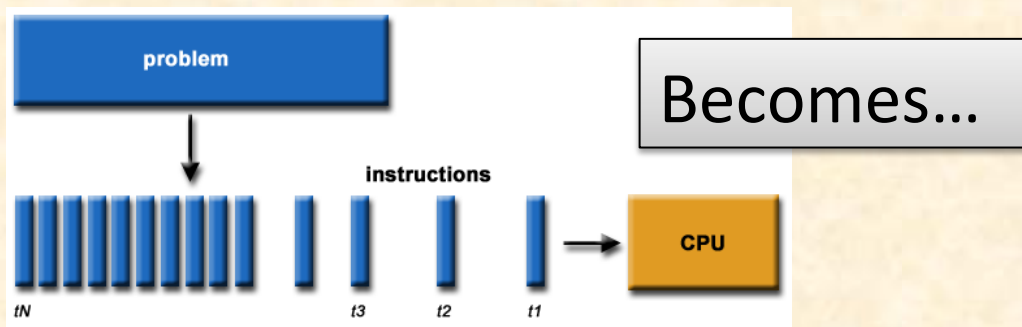 problem
Becomes...
instructions
CPU
tN
t3
t2
t1